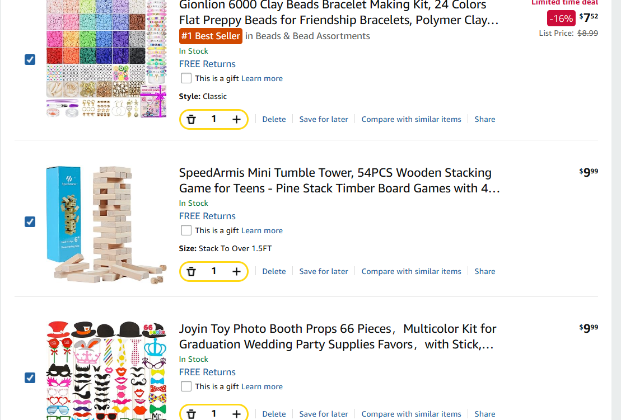 Gionlion 6000 Clay Beads Bracelet Making Kit, 24 Colors
Flat Preppy Beads for Friendship Bracelets, Polymer Clay…
#1 Best Seller in Beads & Bead Assortments
In Stock
FREE Returns
This is a gift Learn more
Style: Classic
1 Delete Save for later Compare with similar items Share
Limited time deal
-16% $752
List Price: $8.99
SpeedArmis Mini Tumble Tower, 54PCS Wooden Stacking
Game for Teens - Pine Stack Timber Board Games with 4…
In Stock
FREE Returns
This is a gift Learn more
Size: Stack To Over 1.5FT
1 Delete Save for later Compare with similar items Share
$999
Joyin Toy Photo Booth Props 66 Pieces，Multicolor Kit for
Graduation Wedding Party Supplies Favors，with Stick,…
In Stock
FREE Returns
This is a gift Learn more
1 Delete Save for later Compare with similar items Share
$999